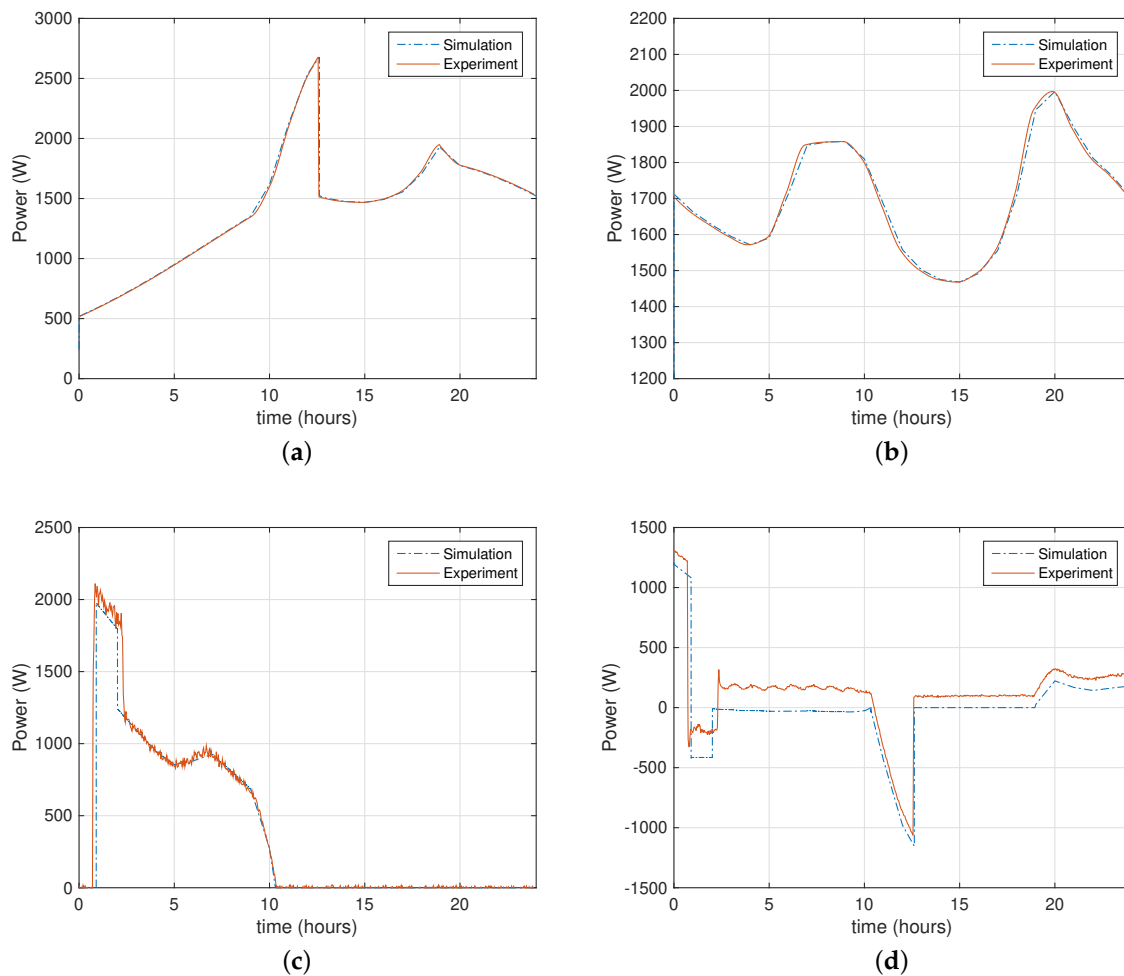 3000
2500
2000
1500
1000
500
0
Power (W)
0 5 10 15 20
time (hours)
Simulation
Experiment
(a)
2200
2100
2000
1900
1800
1700
1600
1500
1400
1300
1200
Power (W)
0 5 10 15 20
time (hours)
Simulation
Experiment
(b)
2500
2000
1500
1000
500
0
Power (W)
0 5 10 15 20
time (hours)
Simulation
Experiment
(c)
1500
1000
500
0
-500
-1000
-1500
Power (W)
0 5 10 15 20
time (hours)
Simulation
Experiment
(d)